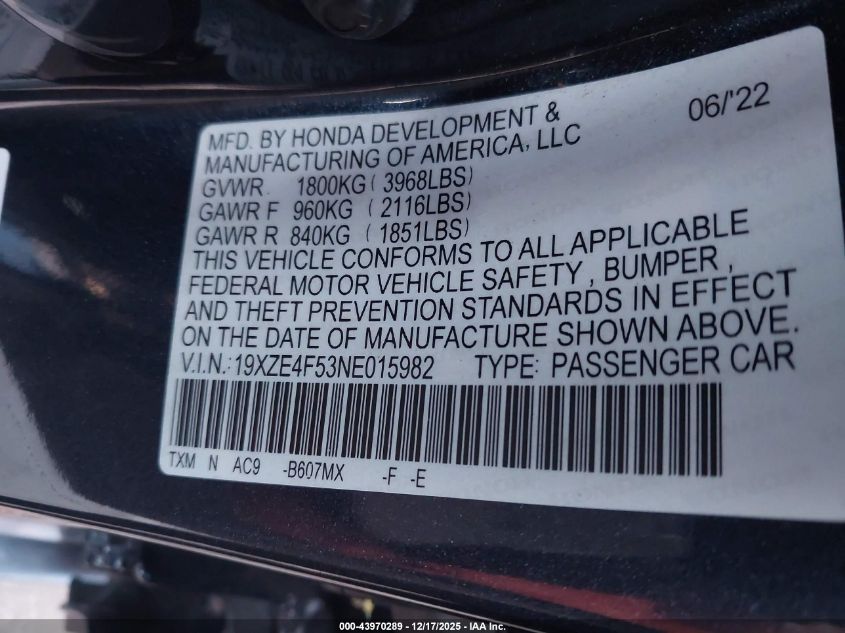 06/'22
MFD. BY HONDA DEVELOPMENT &
MANUFACTURING OF AMERICA, LLC
GVWR 1800KG ( 3968LBS)
GAWR F 960KG ( 2116LBS)
GAWR R 840KG ( 1851LBS)
THIS VEHICLE CONFORMS TO ALL APPLICABLE
FEDERAL MOTOR VEHICLE SAFETY , BUMPER ,
AND THEFT PREVENTION STANDARDS IN EFFECT
ON THE DATE OF MANUFACTURE SHOWN ABOVE.
V.I.N.: 19XZE4F53NE015982 TYPE: PASSENGER CAR
TXM N AC9 -B607MX -F -E
000-43970289 - 12/17/2025 - IAA Inc.